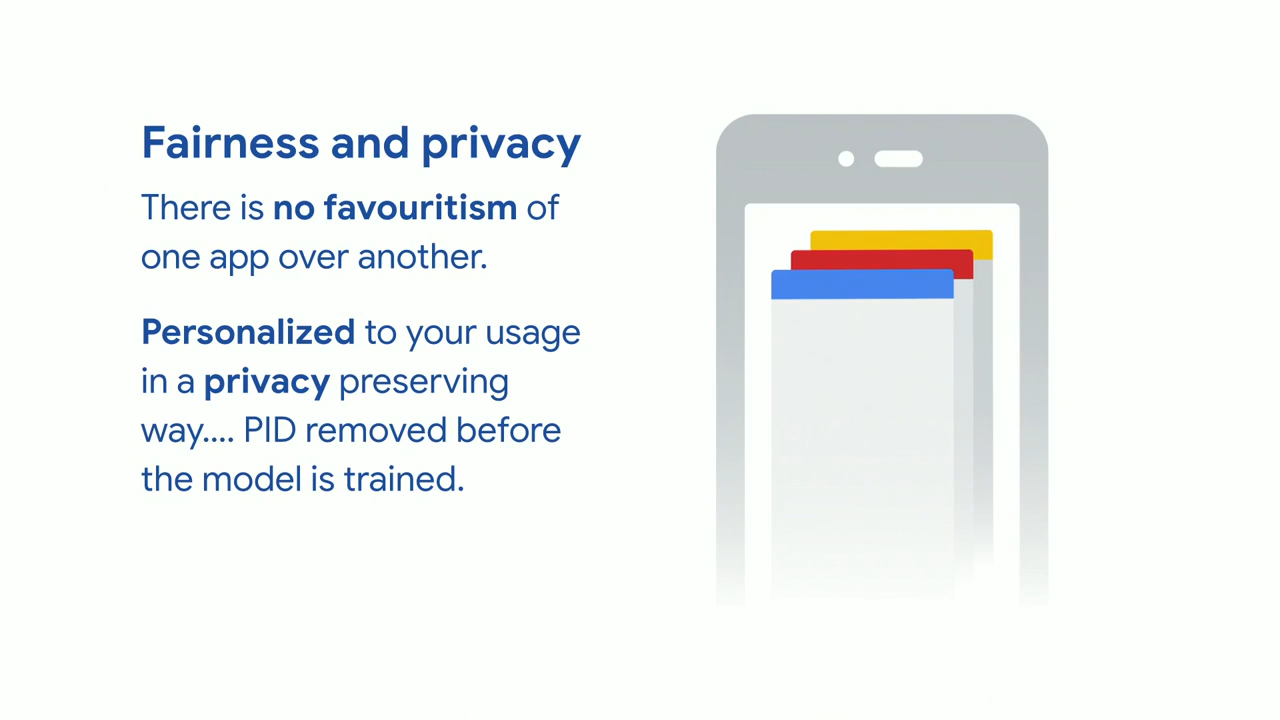 Fairness and privacy
There is no favouritism of
one app over another.
Personalized to your usage
in a privacy preserving
way.... PID removed before
the model is trained.